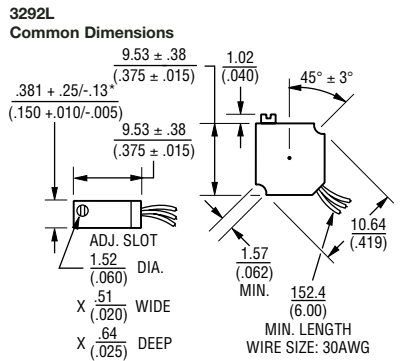 3292L
Common Dimensions
9.53 ± .38
(.375 ± .015)
1.02
(.040)
45° ± 3°
.381 + .25/-.13*
(.150 +.010/-.005)
9.53 ± .38
(.375 ± .015)
ADJ. SLOT
1.52
(.060) DIA.
X .51
(.020) WIDE
X .64
(.025) DEEP
1.57
(.062)
MIN.
10.64
(.419)
152.4
(6.00)
MIN. LENGTH
WIRE SIZE: 30AWG